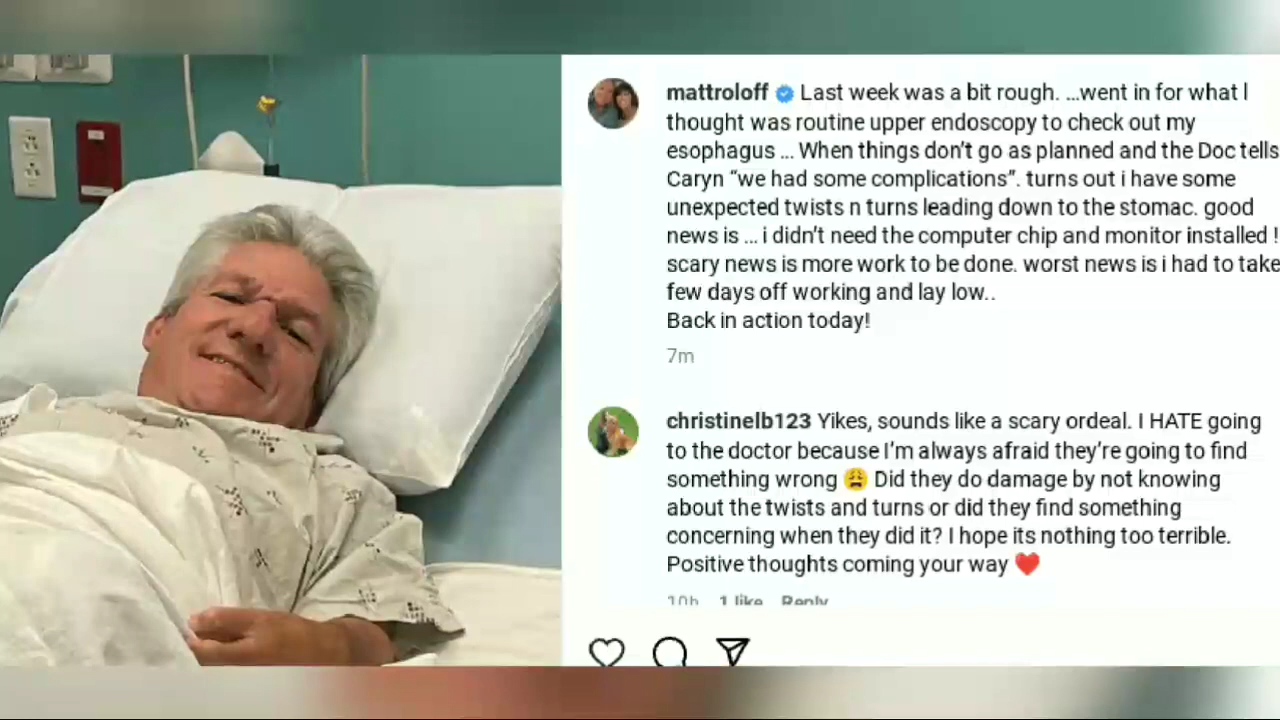 mattroloff Last week was a bit rough. ...went in for what I
thought was routine upper endoscopy to check out my
esophagus ... When things don't go as planned and the Doc tells
Caryn “we had some complications”. turns out i have some
unexpected twists n turns leading down to the stomac. good
news is ... i didn't need the computer chip and monitor installed !
scary news is more work to be done. worst news is i had to take
few days off working and lay low..
Back in action today!
7m
christinelb123 Yikes, sounds like a scary ordeal. I HATE going
to the doctor because I'm always afraid they're going to find
something wrong 😩 Did they do damage by not knowing
about the twists and turns or did they find something
concerning when they did it? I hope its nothing too terrible.
Positive thoughts coming your way ❤️
10h 1 like Reply